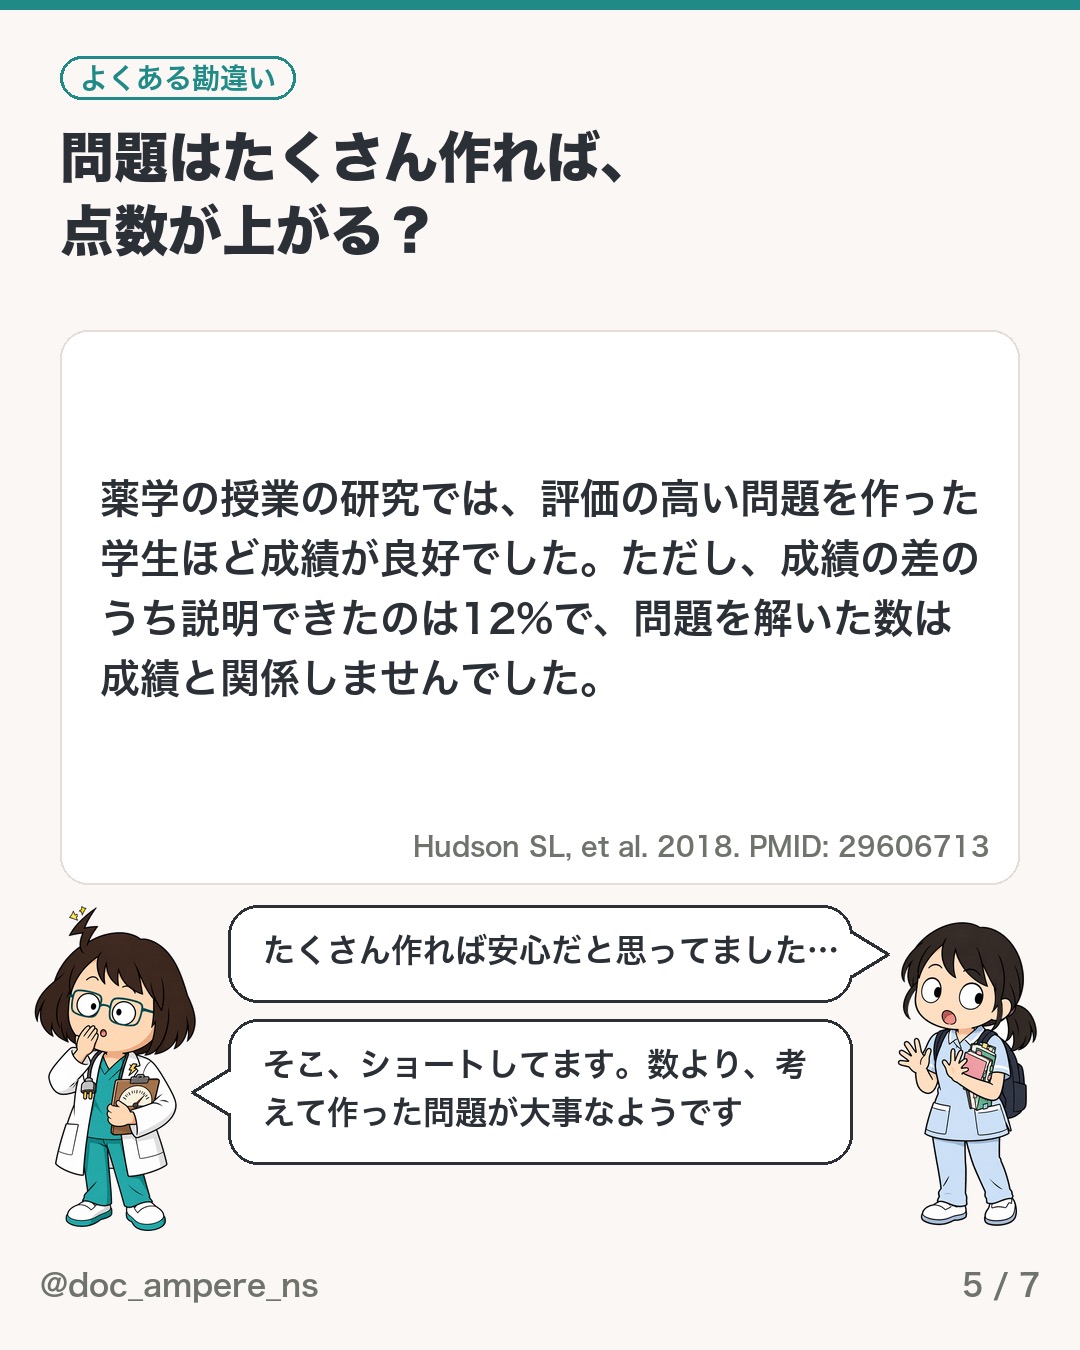 よくある勘違い
問題はたくさん作れば、
点数が上がる？
薬学の授業の研究では、評価の高い問題を作った
学生ほど成績が良好でした。ただし、成績の差の
うち説明できたのは12%で、問題を解いた数は
成績と関係しませんでした。
Hudson SL, et al. 2018. PMID: 29606713
たくさん作れば安心だと思ってました…
そこ、ショートしてます。数より、考
えて作った問題が大事なようです
@doc_ampere_ns
5 / 7